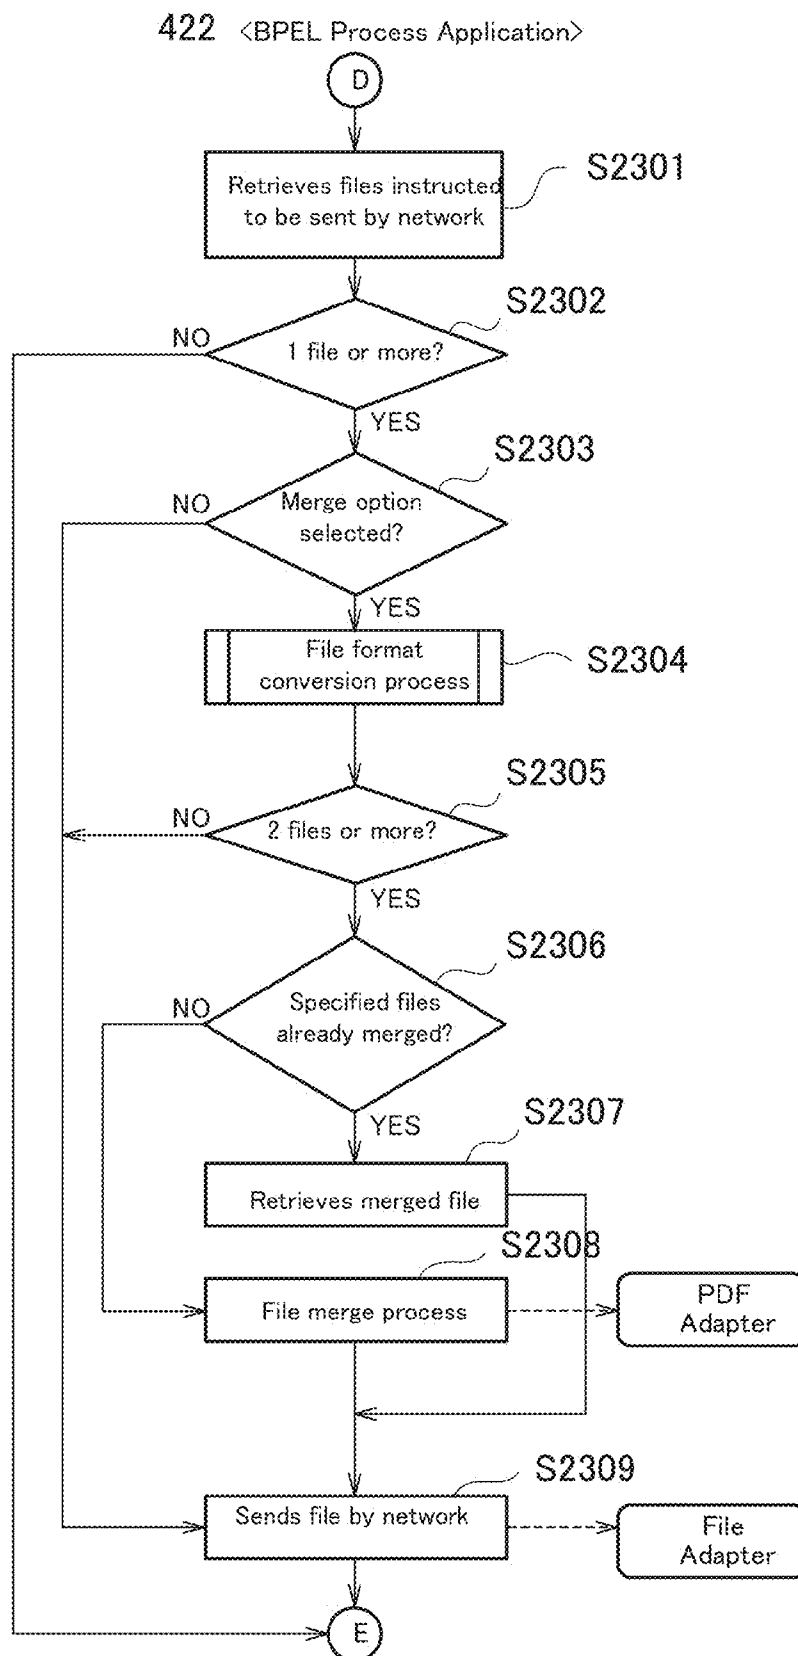 422 <BPEL Process Application>
D
Retrieves files instructed
to be sent by network
S2301
S2302
NO
1 file or more?
YES
S2303
NO
Merge option
selected?
YES
File format
conversion process
S2304
S2305
NO
2 files or more?
YES
S2306
NO
Specified files
already merged?
YES
S2307
Retrieves merged file
S2308
File merge process
PDF
Adapter
S2309
Sends file by network
File
Adapter
E